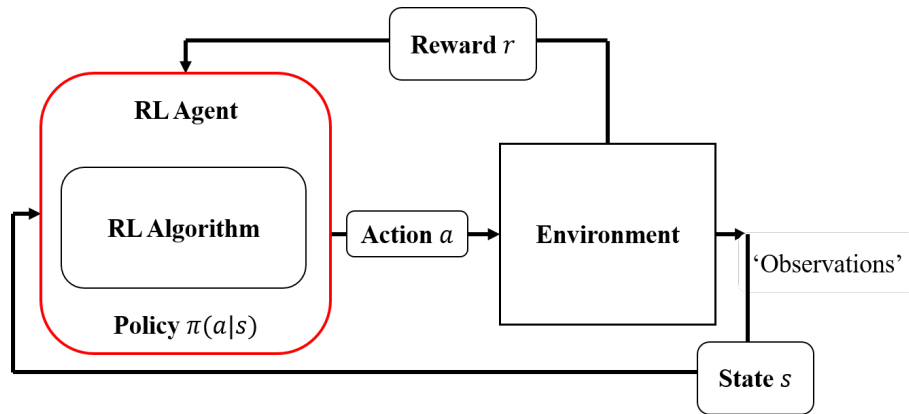 Reward 𝑟
RL Agent
RL Algorithm
Policy 𝜋(𝑎|𝑠)
Action 𝑎
Environment
‘Observations’
State 𝑠